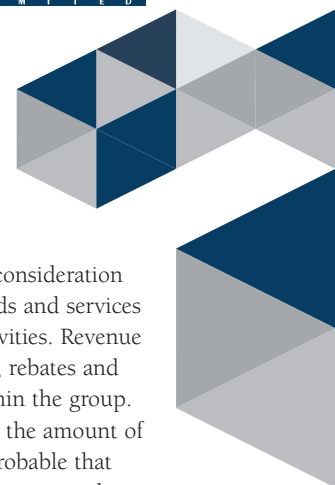 M I T E D
consideration
ds and services
vities. Revenue
, rebates and
hin the group.
the amount of
robable that